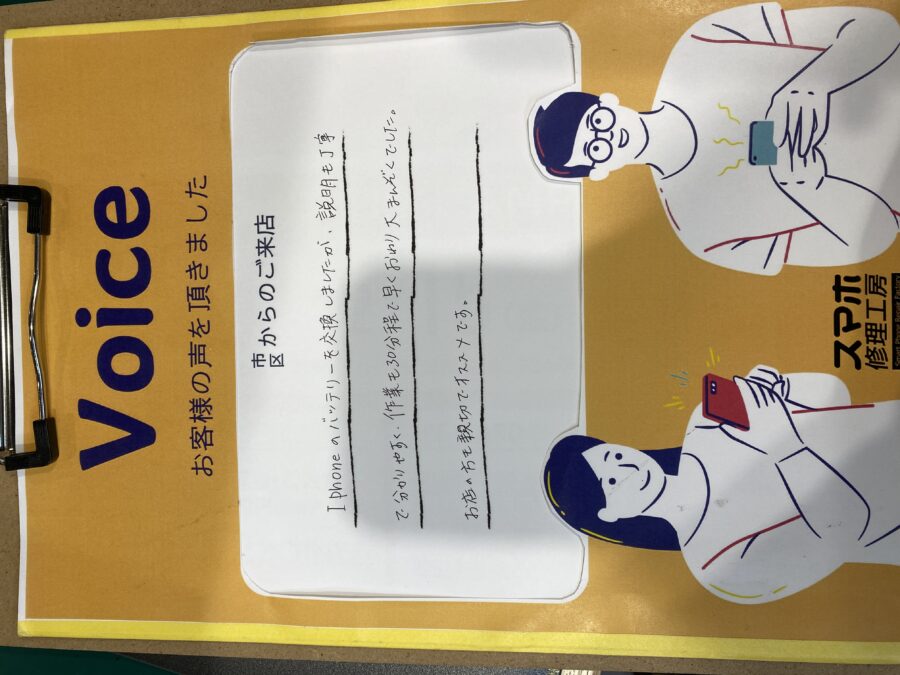 Voice
お客様の声を頂きました
市
区 からのご来店
Iphoneのバッテリーを交換しましたが、説明も丁寧
で分かりやすく、作業も30分程で早くおわり大まんぞくでした。
お店の方も親切でオススメです。
スマホ
修理工房